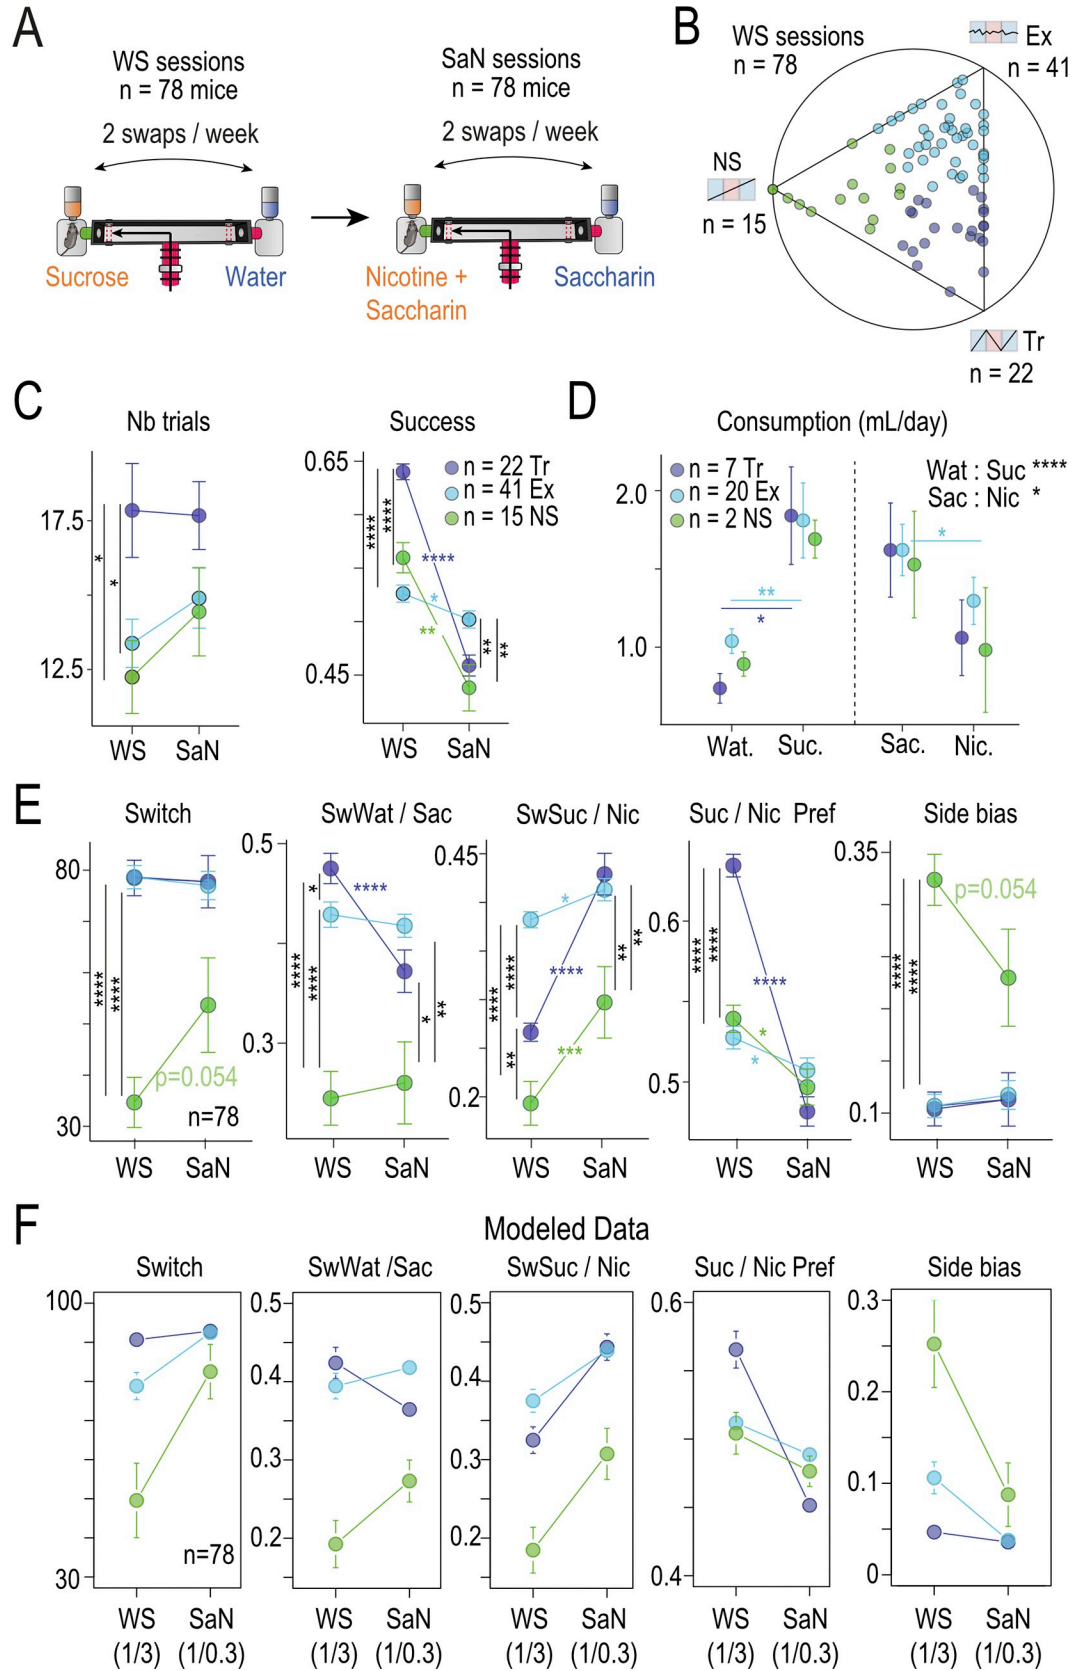 A
WS sessions
n = 78 mice
2 swaps / week
Sucrose
Water
SaN sessions
n = 78 mice
2 swaps / week
Nicotine +
Saccharin
Saccharin
B
WS sessions
n = 78
Ex
n = 41
NS
n = 15
Tr
n = 22
C
Nb trials
17.5
12.5
*
*
WS
SaN
Success
0.65
0.45
n = 22 Tr
n = 41 Ex
n = 15 NS
****
****
****
*
**
**
**
WS
SaN
D
Consumption (mL/day)
2.0
1.0
n = 7 Tr
n = 20 Ex
n = 2 NS
Wat : Suc ****
Sac : Nic *
**
*
*
Wat.
Suc.
Sac.
Nic.
E
Switch
80
30
****
****
p=0.054
n=78
WS
SaN
SwWat / Sac
0.5
0.3
*
****
****
****
*
**
WS
SaN
SwSuc / Nic
0.45
0.2
*
****
****
****
**
***
**
**
WS
SaN
Suc / Nic Pref
0.6
0.5
****
****
****
*
*
WS
SaN
Side bias
0.35
0.1
****
****
p=0.054
WS
SaN
F
Modeled Data
Switch
100
30
n=78
WS
SaN
(1/3)
(1/0.3)
SwWat /Sac
0.5
0.4
0.3
0.2
WS
SaN
(1/3)
(1/0.3)
SwSuc / Nic
0.5
0.4
0.3
0.2
WS
SaN
(1/3)
(1/0.3)
Suc / Nic Pref
0.6
0.4
WS
SaN
(1/3)
(1/0.3)
Side bias
0.3
0.2
0.1
0
WS
SaN
(1/3)
(1/0.3)